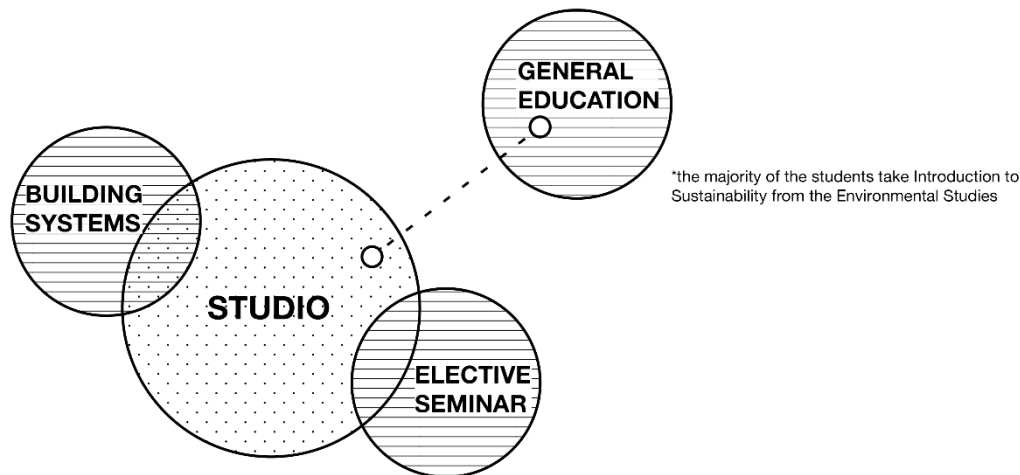 GENERAL
EDUCATION
*the majority of the students take Introduction to
Sustainability from the Environmental Studies
BUILDING
SYSTEMS
STUDIO
ELECTIVE
SEMINAR